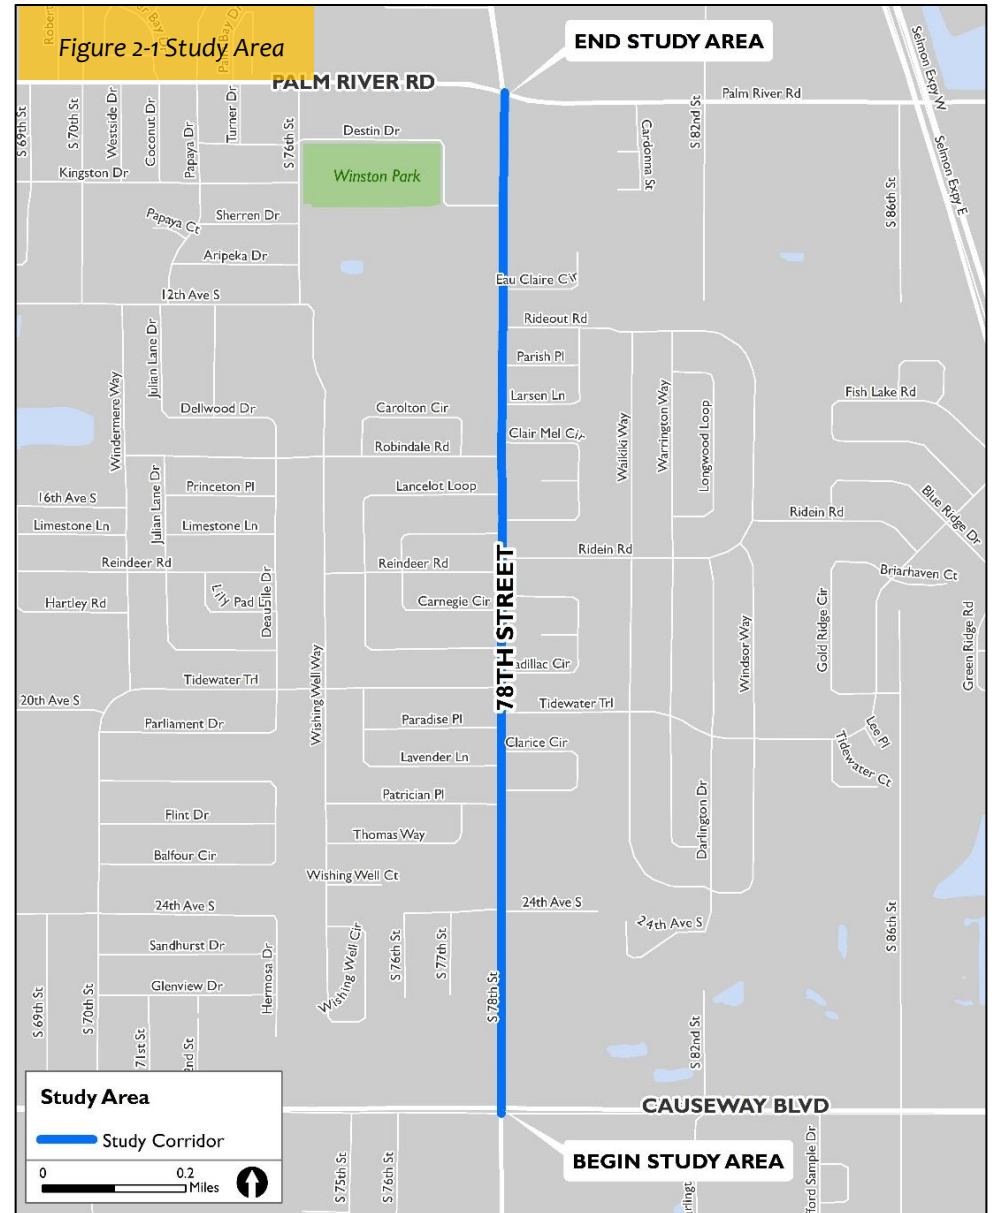 Figure 2-1 Study Area
END STUDY AREA
PALM RIVER RD
Palm River Rd
Selmon Expy W
Selmon Expy E
S 69th St
S 70th St
Westside Dr
Coconut Dr
Papaya Dr
Turner Dr
S 76th St
Destin Dr
Winston Park
Cardonna St
S 82nd St
S 86th St
Kingston Dr
Papaya Ct
Sherren Dr
Aripeka Dr
12th Ave S
Eau Claire Cir
Rideout Rd
Parish Pl
Larsen Ln
Clair Mel Cir
Julian Lane Dr
Windermere Way
Dellwood Dr
Carolton Cir
Robindale Rd
Waikiki Way
Warrington Way
Longwood Loop
Fish Lake Rd
Princeton Pl
Lancelot Loop
16th Ave S
Limestone Ln
Julian Lane Dr
Limestone Ln
Ridein Rd
Blue Ridge Dr
Reindeer Rd
Reindeer Rd
Ridein Rd
Briarhaven Ct
Hartley Rd
Lil
Pad
Deauville Dr
Carnegie Cir
78TH STREET
adillac Cir
Windsor Way
Gold Ridge Cir
Green Ridge Rd
Wishing Well Way
Tidewater Trl
Tidewater Trl
20th Ave S
Parliament Dr
Paradise Pl
Clarice Cir
Lee Pl
Tidewater Ct
Lavender Ln
Patrician Pl
Flint Dr
Thomas Way
Darlington Dr
Balfour Cir
Wishing Well Ct
24th Ave S
24th Ave S
24th Ave S
S 86th St
Sandhurst Dr
Hermosa Dr
Wishing Well Cir
S 76th St
S 77th St
S 78th St
Glenview Dr
S 69th St
S 70th St
71st St
2nd St
S 82nd St
CAUSEWAY BLVD
BEGIN STUDY AREA
S 75th St
S 76th St
ford Sample Dr
Study Area
Study Corridor
0 0.2
Miles